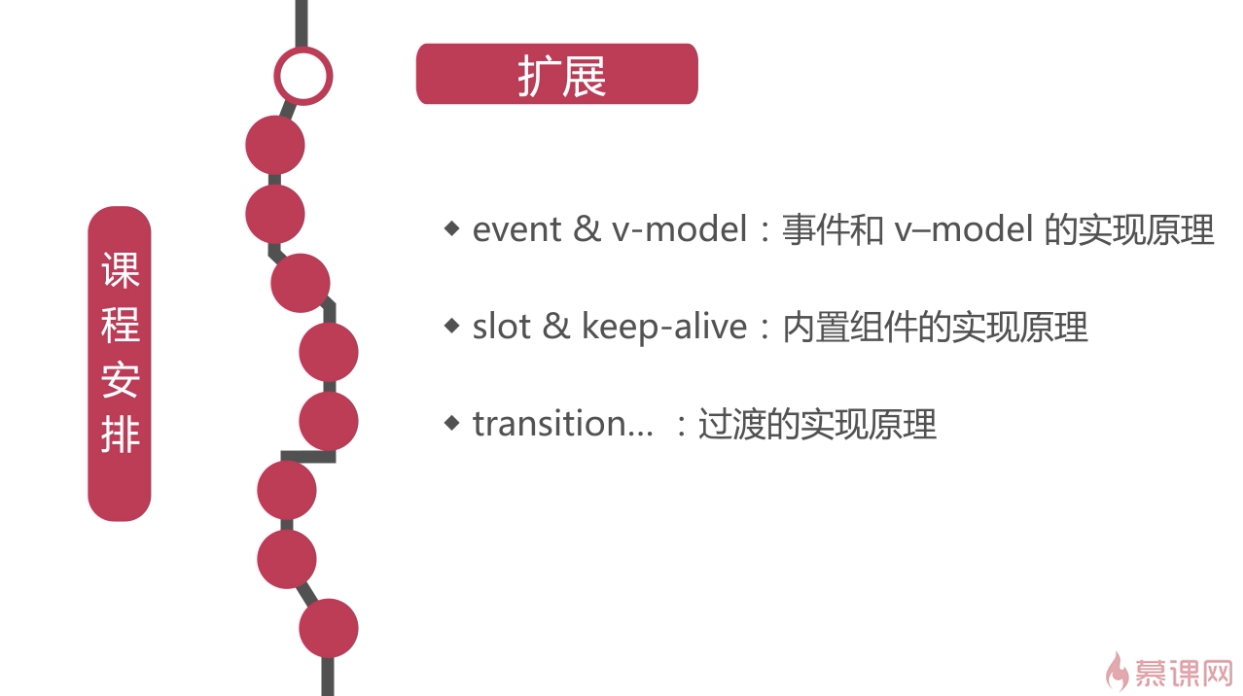 扩展
课程安排
◆ event & v-model：事件和 v–model 的实现原理
◆ slot & keep-alive：内置组件的实现原理
◆ transition… ：过渡的实现原理
慕课网